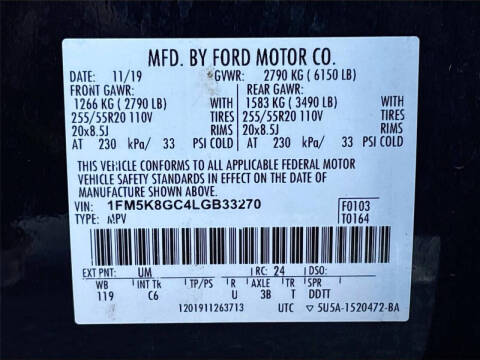 MFD. BY FORD MOTOR CO.
DATE: 11/19 GVWR: 2790 KG ( 6150 LB)
FRONT GAWR: REAR GAWR:
1266 KG ( 2790 LB) WITH 1583 KG ( 3490 LB) WITH
255/55R20 110V TIRES 255/55R20 110V TIRES
20x8.5J RIMS 20x8.5J RIMS
AT 230 kPa/ 33 PSI COLD AT 230 kPa/ 33 PSI COLD
THIS VEHICLE CONFORMS TO ALL APPLICABLE FEDERAL MOTOR
VEHICLE SAFETY STANDARDS IN EFFECT ON THE DATE OF
MANUFACTURE SHOWN ABOVE.
VIN: 1FM5K8GC4LGB33270 F0103
TYPE: MPV T0164
EXT PNT: UM RC: 24 DSO:
WB INT TR TP/PS R AXLE TR SPR
119 C6 U 3B T DDTT
1201911263713 UTC ▽ 5U5A-1520472-BA